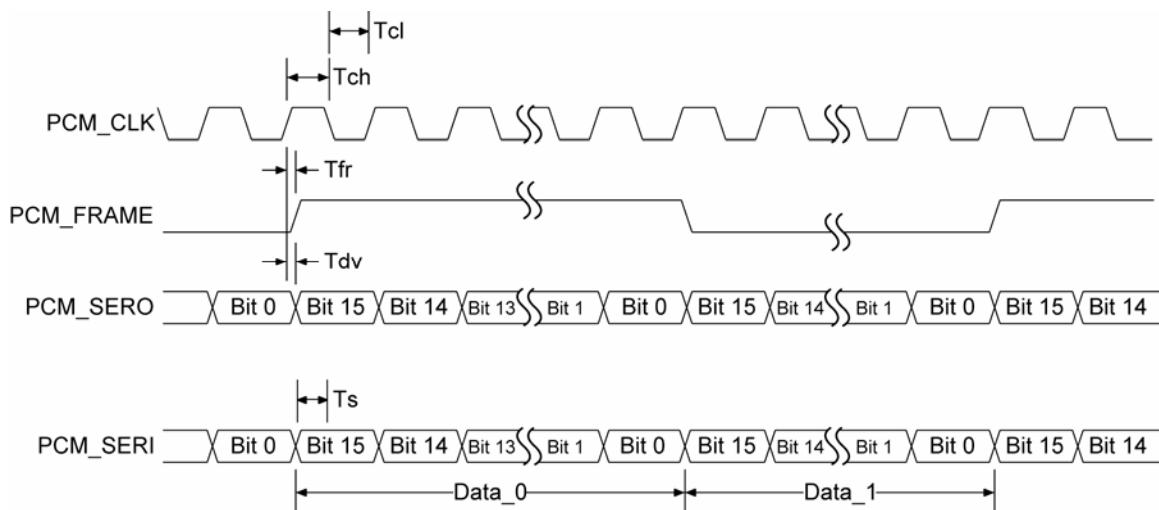 Tcl
Tch
PCM_CLK
Tfr
PCM_FRAME
Tdv
PCM_SERO Bit 0 Bit 15 Bit 14 Bit 13 Bit 1 Bit 0 Bit 15 Bit 14 Bit 1 Bit 0 Bit 15 Bit 14
Ts
PCM_SERI Bit 0 Bit 15 Bit 14 Bit 13 Bit 1 Bit 0 Bit 15 Bit 14 Bit 1 Bit 0 Bit 15 Bit 14
Data_0 Data_1